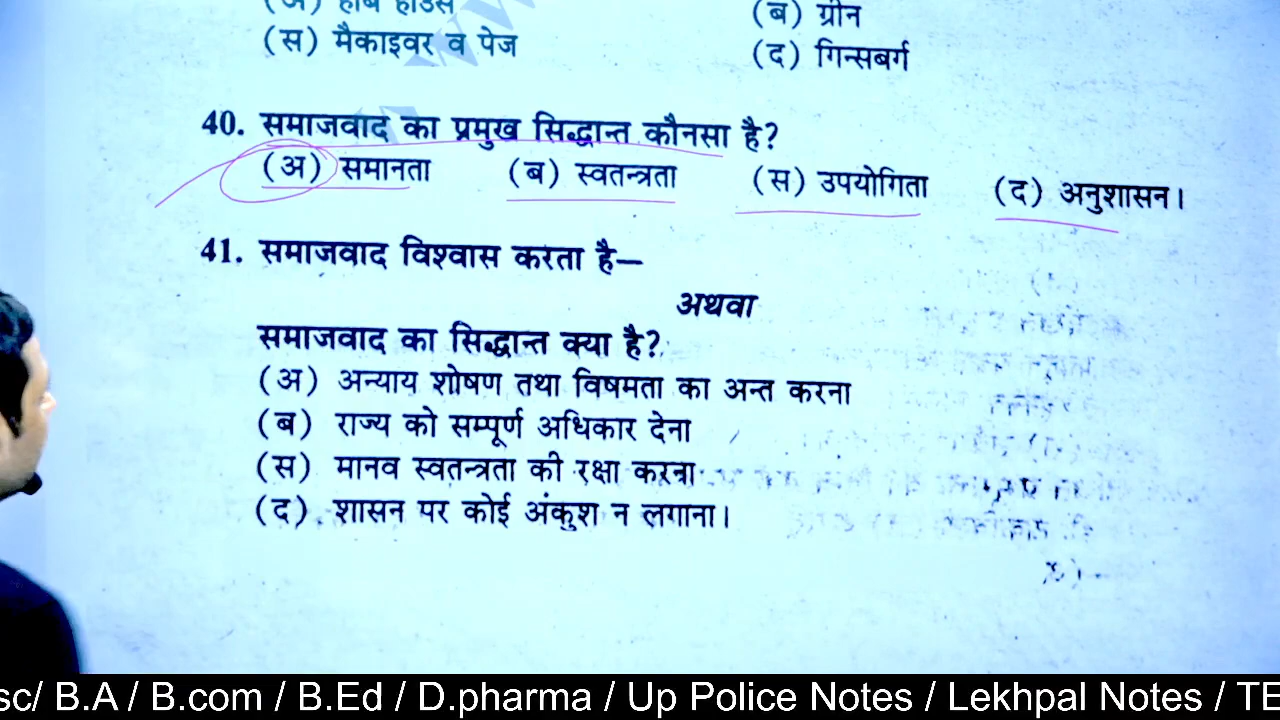 (अ) हॉब हाउस (ब) ग्रीन
(स) मैकाइवर व पेज (द) गिन्सबर्ग
40. समाजवाद का प्रमुख सिद्धान्त कौनसा है?
(अ) समानता (ब) स्वतन्त्रता (स) उपयोगिता (द) अनुशासन।
41. समाजवाद विश्वास करता है—
अथवा
समाजवाद का सिद्धान्त क्या है?
(अ) अन्याय शोषण तथा विषमता का अन्त करना
(ब) राज्य को सम्पूर्ण अधिकार देना
(स) मानव स्वतन्त्रता की रक्षा करना
(द) शासन पर कोई अंकुश न लगाना।
sc/ B.A / B.com / B.Ed / D.pharma / Up Police Notes / Lekhpal Notes / TE